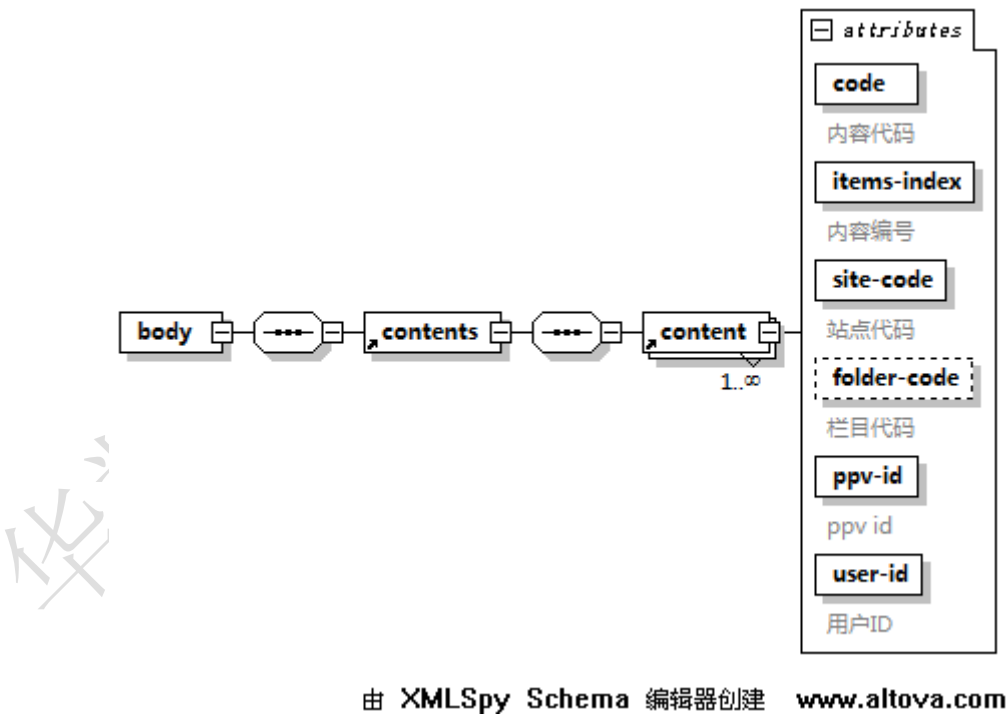 attributes
code
内容代码
items-index
内容编号
site-code
站点代码
folder-code
栏目代码
ppv-id
ppv id
user-id
用户ID
body
contents
content
1..∞
华
由 XMLSpy Schema 编辑器创建 www.altova.com